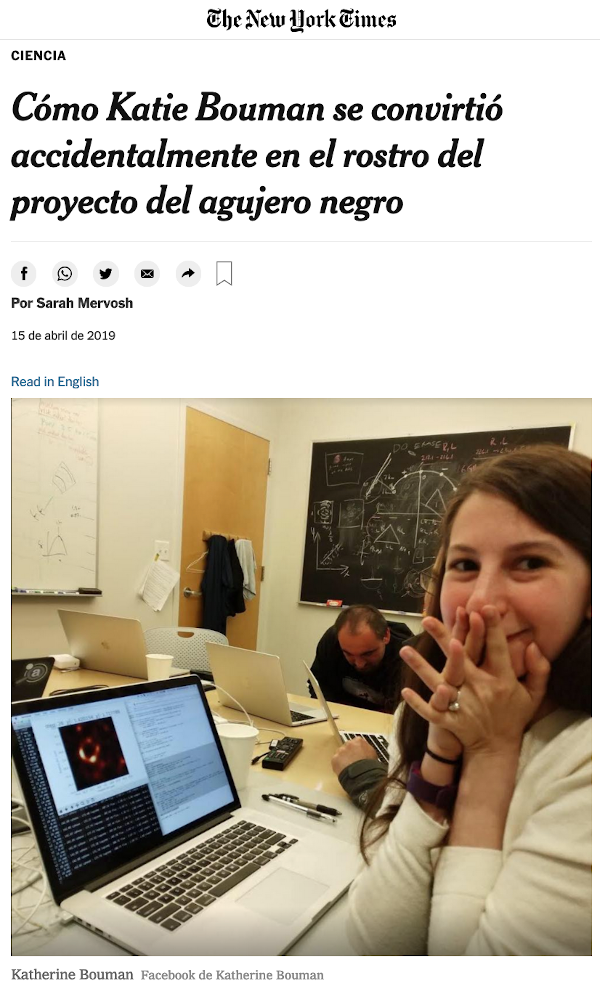 The New York Times
CIENCIA
Cómo Katie Bouman se convirtió
accidentalmente en el rostro del
proyecto del agujero negro
Por Sarah Mervosh
15 de abril de 2019
Read in English
Katherine Bouman Facebook de Katherine Bouman